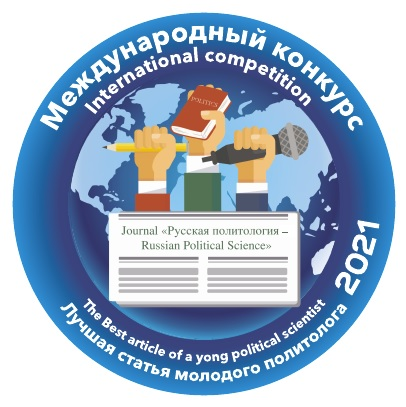 Международный конкурс
International competition
POLITICS
Journal «Русская политология –
Russian Political Science»
2021
The Best article of a yong political scientist
Лучшая статья молодого политолога